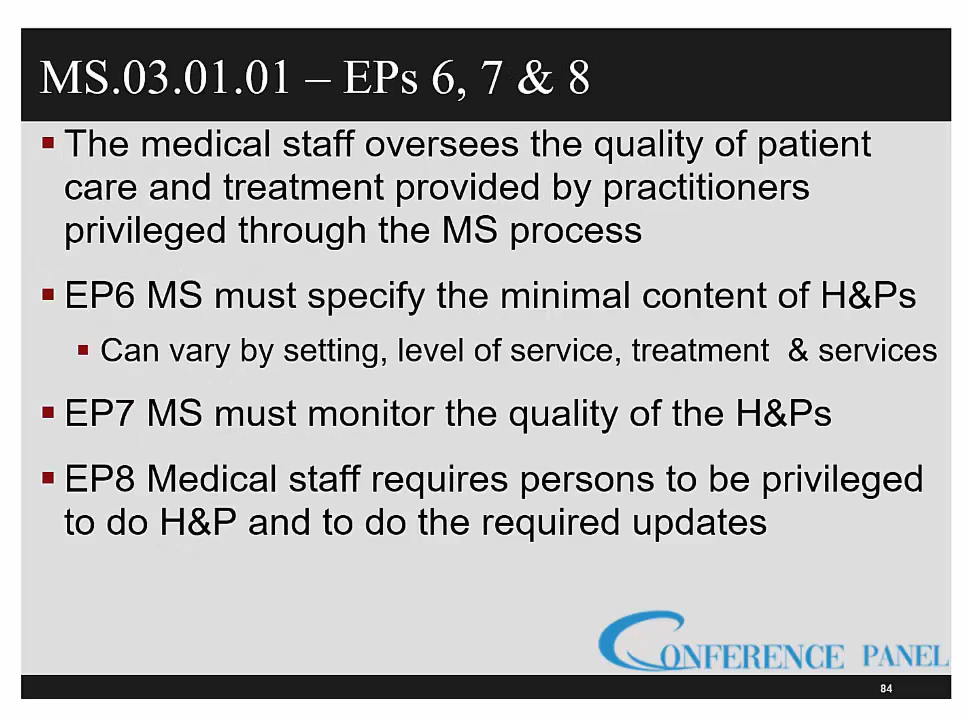 MS.03.01.01 – EPs 6, 7 & 8
The medical staff oversees the quality of patient
care and treatment provided by practitioners
privileged through the MS process
EP6 MS must specify the minimal content of H&Ps
Can vary by setting, level of service, treatment & services
EP7 MS must monitor the quality of the H&Ps
EP8 Medical staff requires persons to be privileged
to do H&P and to do the required updates
CONFERENCE PANEL
84